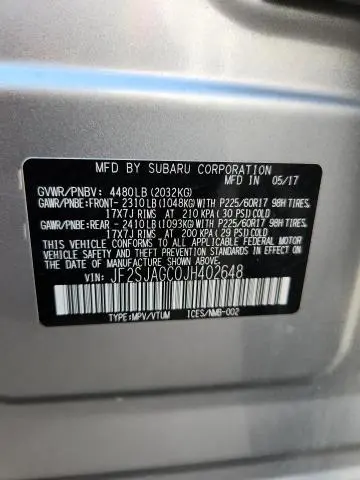 MFD BY SUBARU CORPORATION IN 05/17
GVWR/PNBV: 4480LB(2032KG)
GAWR/PNBE:FRONT-2310LB(1048KG)WITH P225/60R17 98H TIRES
17X7J RIMS AT 210 KPA(30 PSI)COLD
GAWR/PNBE:REAR -2410LB(1093KG)WITH P225/60R17 98H TIRES
17X7J RIMS AT 200 KPA(29 PSI)COLD
THIS VEHICLE CONFORMS TO ALL APPLICABLE FEDERAL MOTOR
VEHICLE SAFETY, BUMPER, AND THEFT PREVENTION STANDARDS
IN EFFECT ON THE DATE OF MANUFACTURE SHOWN ABOVE.
VIN: JF2SJAGC0JH402648
TYPE:MPV/VTUM ICES/NMB-002